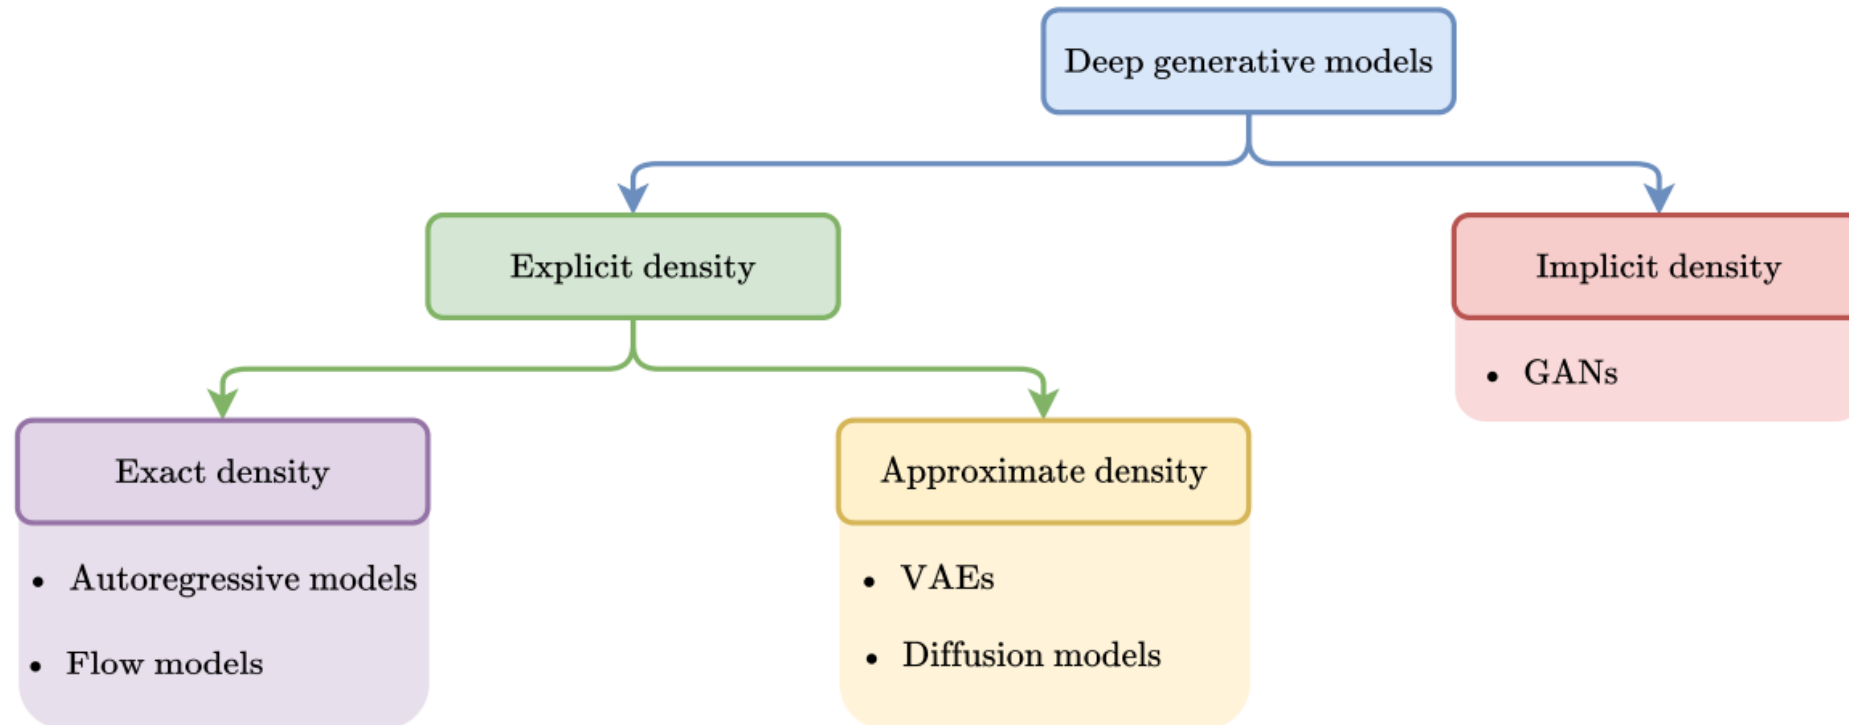 Deep generative models
Explicit density
Implicit density
• GANs
Exact density
Approximate density
• Autoregressive models
• Flow models
• VAEs
• Diffusion models